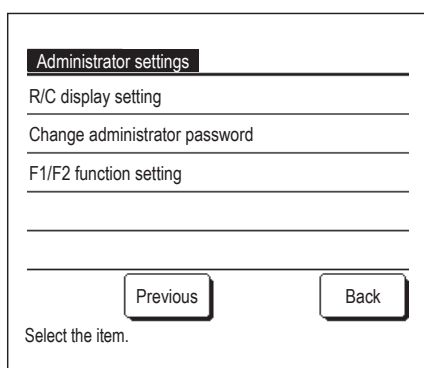 Administrator settings
R/C display setting
Change administrator password
F1/F2 function setting
Previous Back
Select the item.